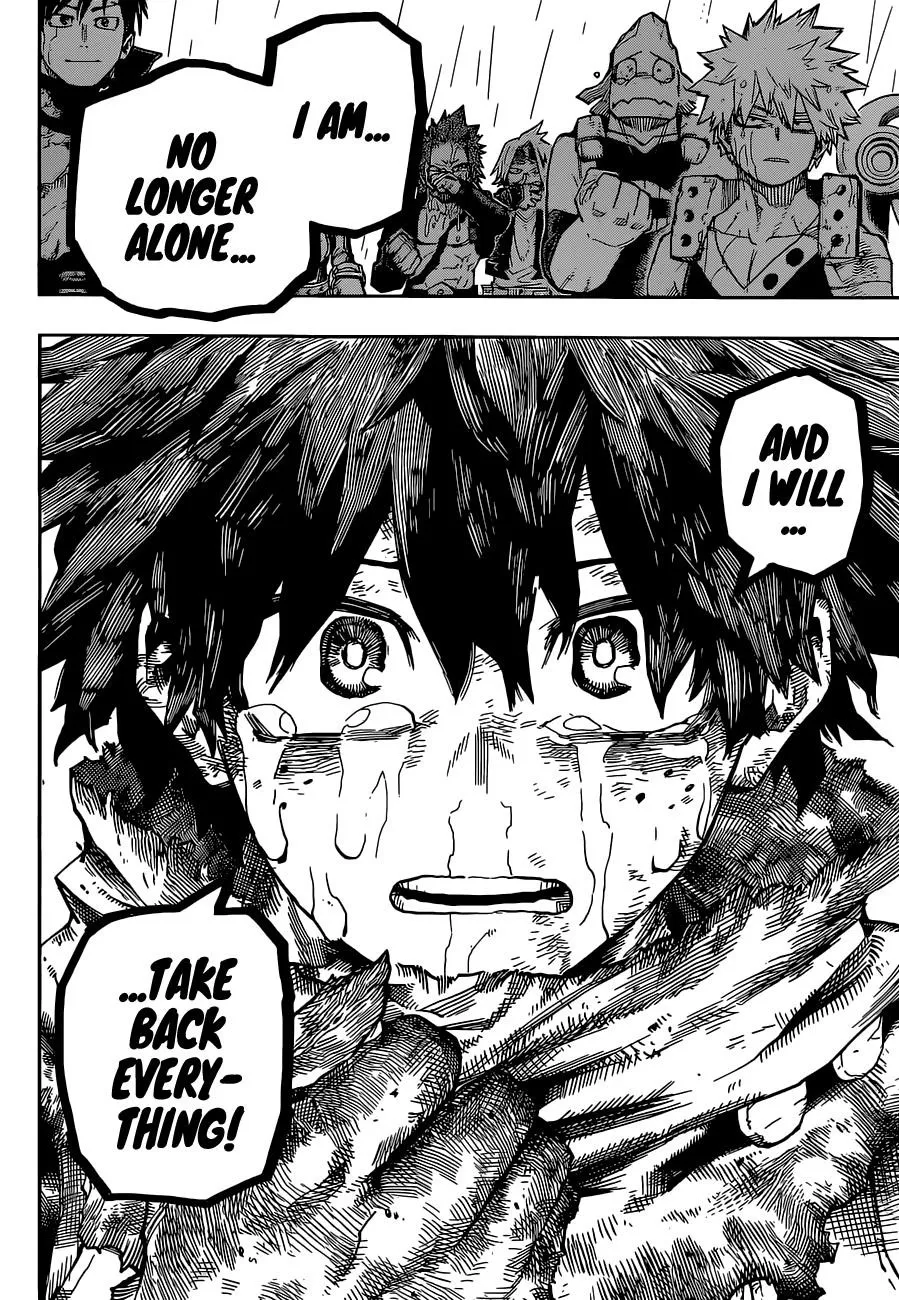 I AM...
NO
LONGER
ALONE...
AND
I WILL
...
...TAKE
BACK
EVERY-
THING!